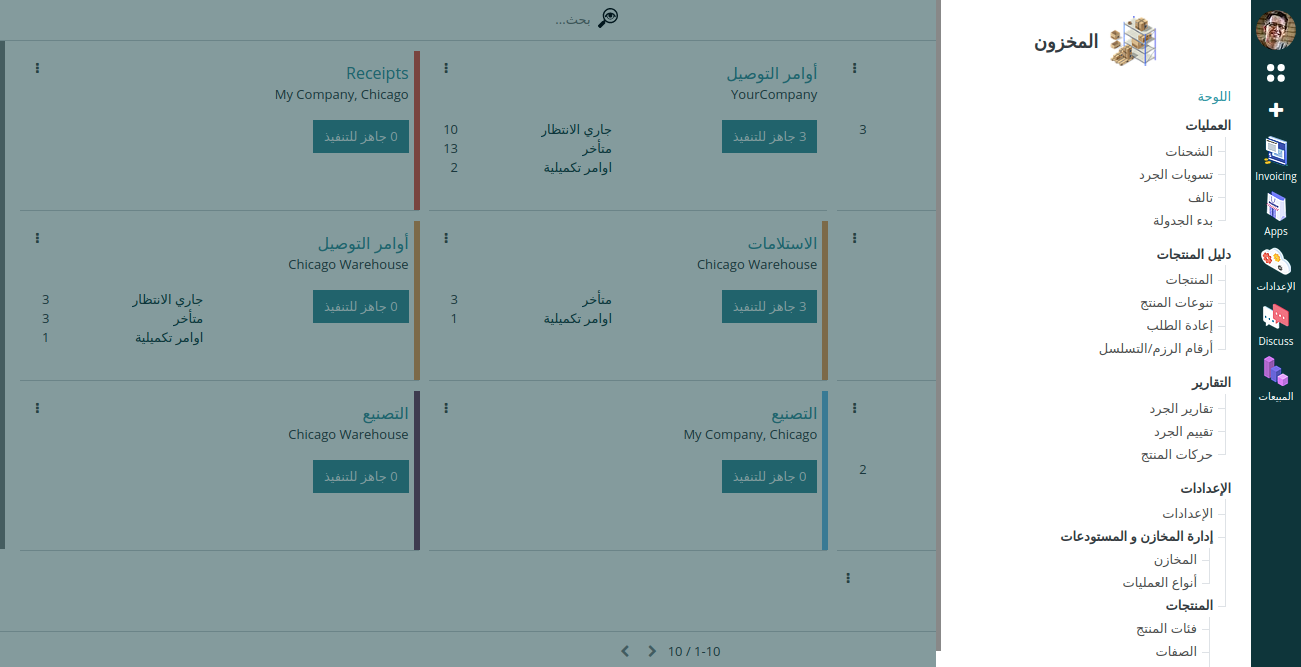 Invoicing
Apps
الإعدادات
Discuss
المبيعات
المخزون
اللوحة
العمليات
الشحنات
تسويات الجرد
تالف
بدء الجدولة
دليل المنتجات
المنتجات
تنوعات المنتج
إعادة الطلب
أرقام الرزم/التسلسل
التقارير
تقارير الجرد
تقييم الجرد
حركات المنتج
الإعدادات
الإعدادات
إدارة المخازن و المستودعات
المخازن
أنواع العمليات
المنتجات
فئات المنتج
الصفات
بحث...
3
أوامر التوصيل
YourCompany
3 جاهز للتنفيذ
جاري الانتظار 10
متأخر 13
اوامر تكميلية 2
Receipts
My Company, Chicago
0 جاهز للتنفيذ
الاستلامات
Chicago Warehouse
3 جاهز للتنفيذ
متأخر 3
اوامر تكميلية 1
أوامر التوصيل
Chicago Warehouse
0 جاهز للتنفيذ
جاري الانتظار 3
متأخر 3
اوامر تكميلية 1
2
التصنيع
My Company, Chicago
0 جاهز للتنفيذ
التصنيع
Chicago Warehouse
0 جاهز للتنفيذ
10 / 1-10